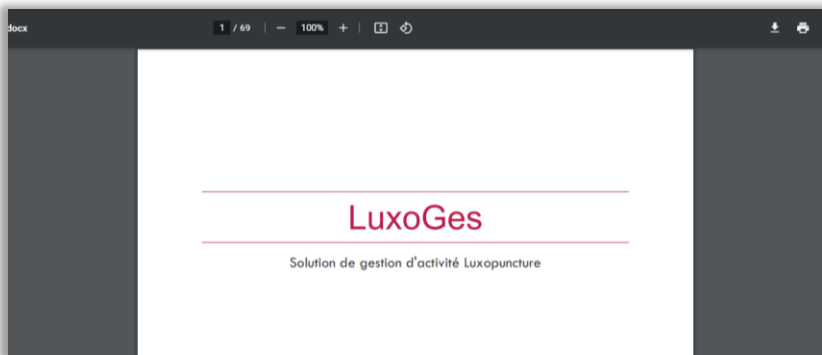 docx
1 / 69 | − 100% + |
LuxoGes
Solution de gestion d'activité Luxopuncture